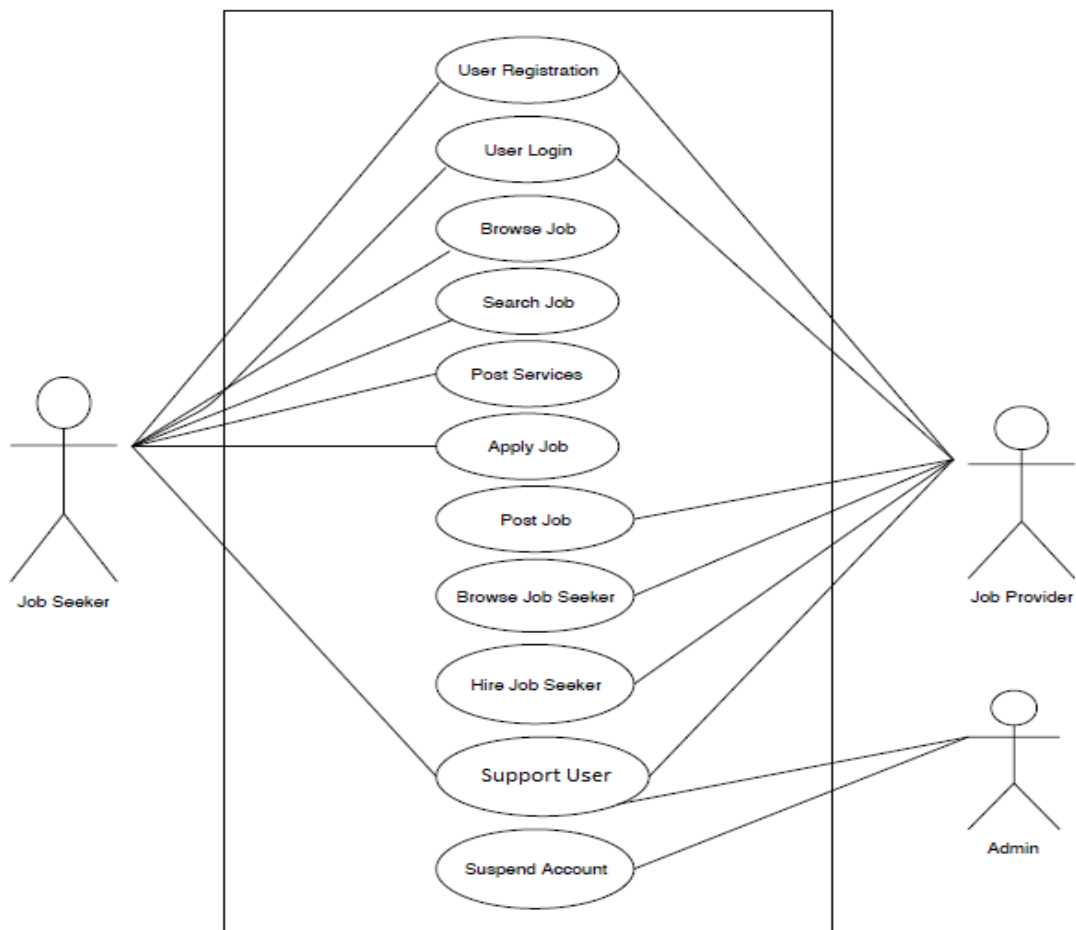 User Registration
User Login
Browse Job
Search Job
Post Services
Apply Job
Post Job
Browse Job Seeker
Hire Job Seeker
Support User
Suspend Account
Job Seeker
Job Provider
Admin